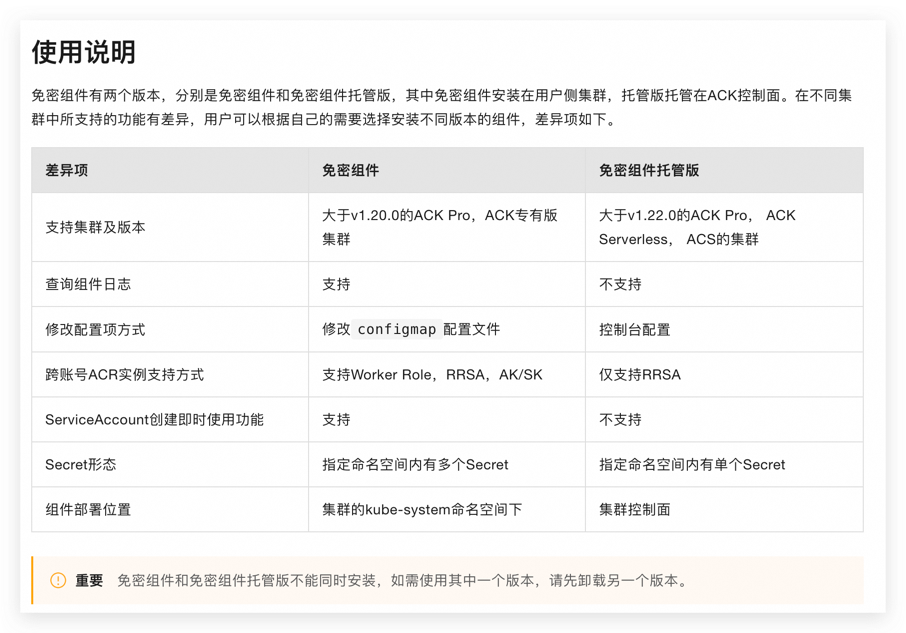 使用说明
免密组件有两个版本，分别是免密组件和免密组件托管版，其中免密组件安装在用户侧集群，托管版托管在ACK控制面。在不同集
群中所支持的功能有差异，用户可以根据自己的需要选择安装不同版本的组件，差异项如下。
差异项 免密组件 免密组件托管版
支持集群及版本 大于v1.20.0的ACK Pro，ACK专有版 大于v1.22.0的ACK Pro， ACK
集群 Serverless， ACS的集群
查询组件日志 支持 不支持
修改配置项方式 修改 configmap 配置文件 控制台配置
跨账号ACR实例支持方式 支持Worker Role，RRSA，AK/SK 仅支持RRSA
ServiceAccount创建即时使用功能 支持 不支持
Secret形态 指定命名空间内有多个Secret 指定命名空间内有单个Secret
组件部署位置 集群的kube-system命名空间下 集群控制面
重要 免密组件和免密组件托管版不能同时安装，如需使用其中一个版本，请先卸载另一个版本。